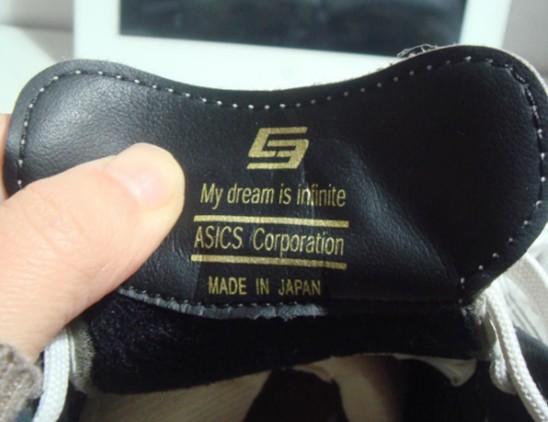 My dream is infinite
ASICS Corporation
MADE IN JAPAN